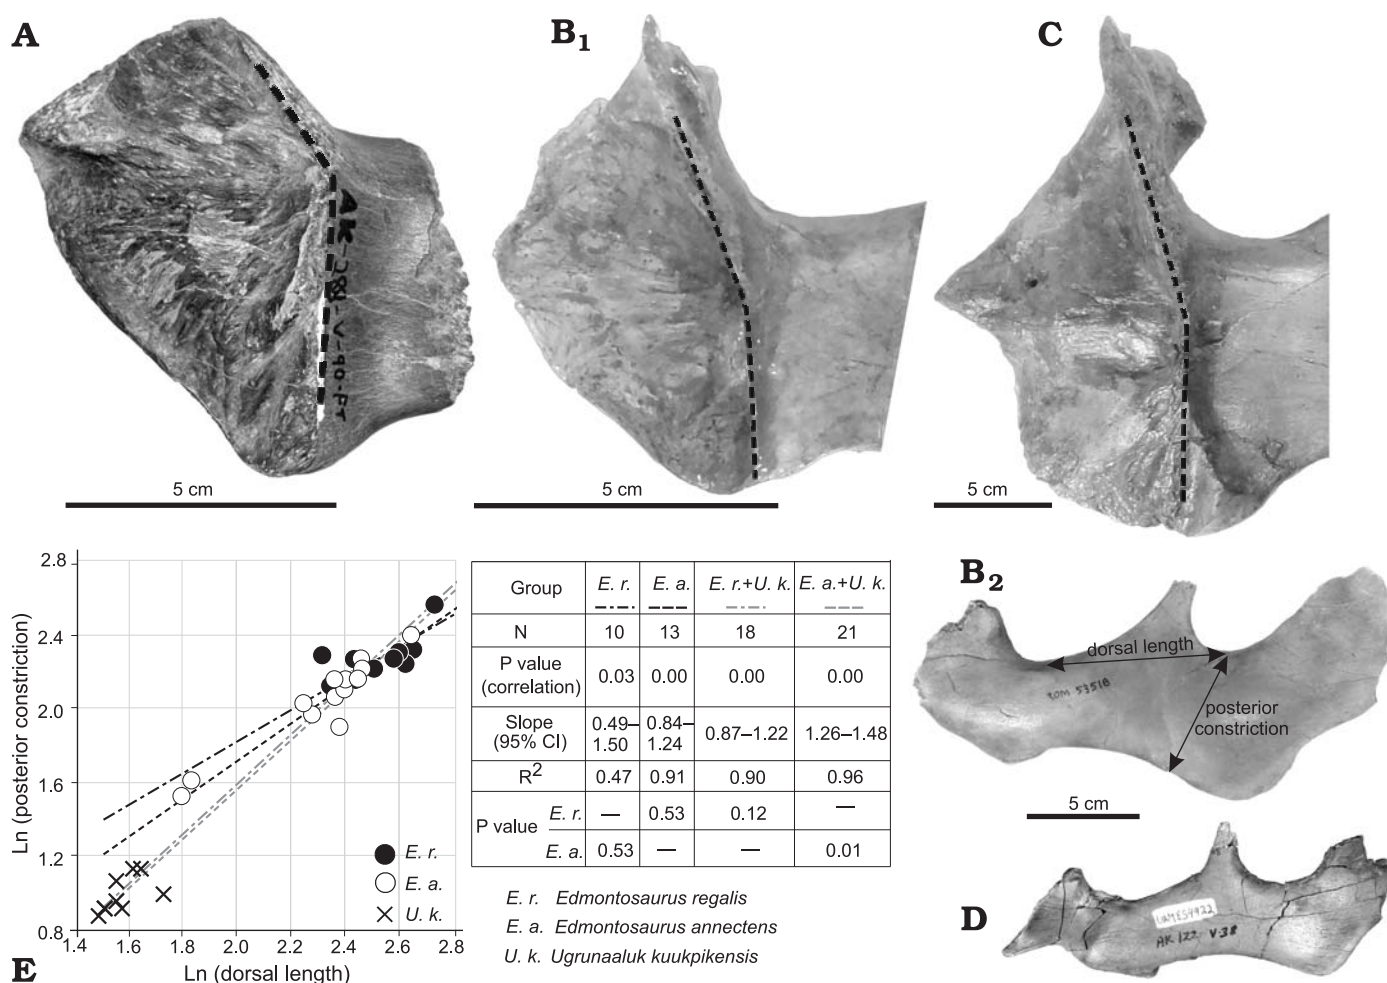 A
B1
C
AK-
V-90-
5 cm
5 cm
5 cm
2.8
2.4
2.0
1.6
1.2
0.8
1.4
1.6
1.8
2.0
2.2
2.4
2.6
2.8
Ln (posterior constriction)
Ln (dorsal length)
E. r.
E. a.
U. k.
E
Group E. r. E. a. E. r.+U. k. E. a.+U. k.
N 10 13 18 21
P value (correlation) 0.03 0.00 0.00 0.00
Slope (95% CI) 0.49–1.50 0.84–1.24 0.87–1.22 1.26–1.48
R2 0.47 0.91 0.90 0.96
P value E. r. — 0.53 0.12 —
E. a. 0.53 — — 0.01
E. r. Edmontosaurus regalis
E. a. Edmontosaurus annectens
U. k. Ugrunaaluk kuukpikensis
B2
dorsal length
ROM 53518
posterior
constriction
5 cm
D
AK 122 V-38